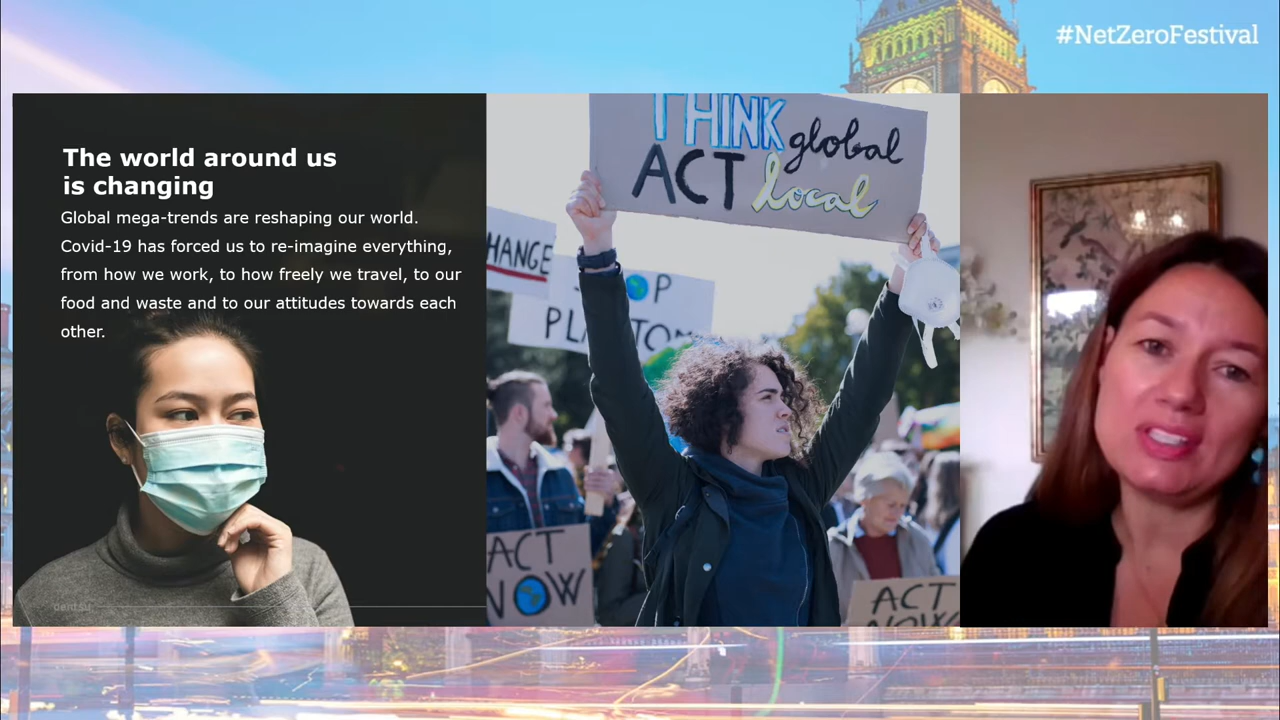 #NetZeroFestival
The world around us
is changing
Global mega-trends are reshaping our world.
Covid-19 has forced us to re-imagine everything,
from how we work, to how freely we travel, to our
food and waste and to our attitudes towards each
other.
dentsu
THINK global
ACT local
HANGE
ACT
NOW
ACT
NOW